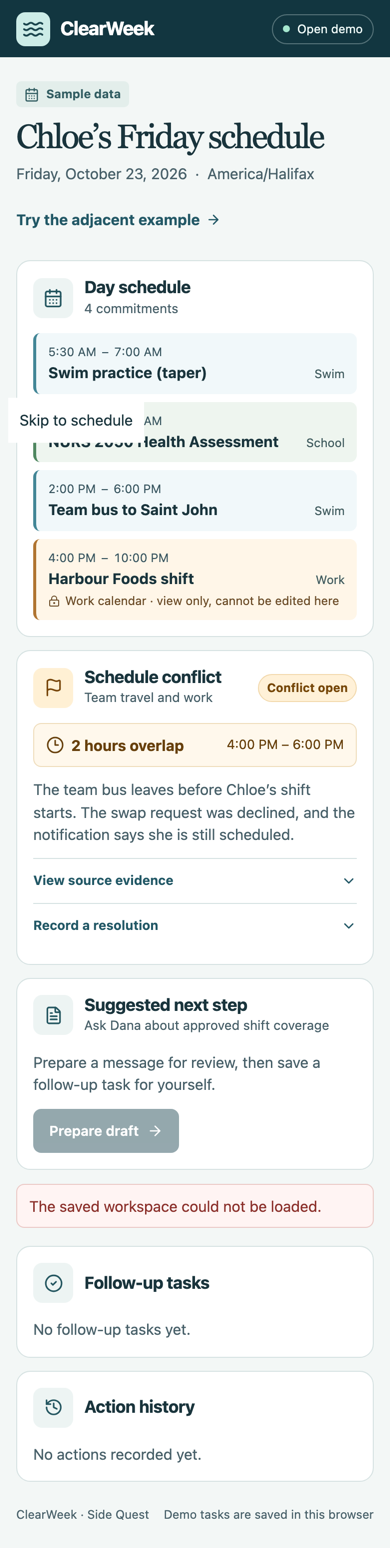 ClearWeek
Open demo
Sample data
Chloe’s Friday schedule
Friday, October 23, 2026 · America/Halifax
Try the adjacent example →
Day schedule
4 commitments
5:30 AM – 7:00 AM
Swim practice (taper)
Swim
Skip to schedule
AM
Health Assessment
School
2:00 PM – 6:00 PM
Team bus to Saint John
Swim
4:00 PM – 10:00 PM
Harbour Foods shift
Work
Work calendar · view only, cannot be edited here
Schedule conflict
Team travel and work
Conflict open
2 hours overlap
4:00 PM – 6:00 PM
The team bus leaves before Chloe’s shift
starts. The swap request was declined, and the
notification says she is still scheduled.
View source evidence
Record a resolution
Suggested next step
Ask Dana about approved shift coverage
Prepare a message for review, then save a
follow-up task for yourself.
Prepare draft →
The saved workspace could not be loaded.
Follow-up tasks
No follow-up tasks yet.
Action history
No actions recorded yet.
ClearWeek · Side Quest
Demo tasks are saved in this browser